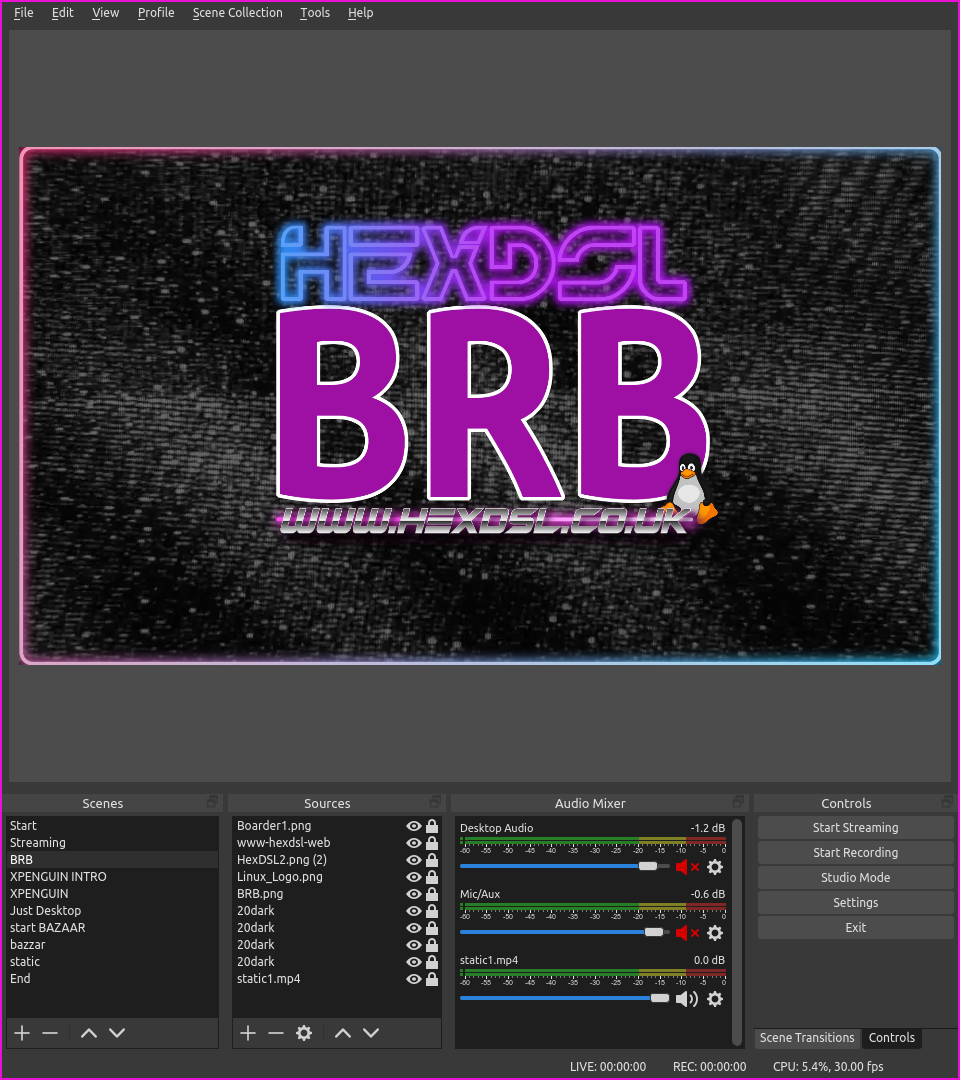 File Edit View Profile Scene Collection Tools Help
HEXDSL
BRB
WWW.HEXDSL.CO.UK
Scenes
Start
Streaming
BRB
XPENGUIN INTRO
XPENGUIN
Just Desktop
start BAZAAR
bazzar
static
End
Sources
Boarder1.png
www-hexdsl-web
HexDSL2.png (2)
Linux_Logo.png
BRB.png
20dark
20dark
20dark
20dark
static1.mp4
Audio Mixer
Desktop Audio -1.2 dB
-60 -55 -50 -45 -40 -35 -30 -25 -20 -15 -10 -5 0
Mic/Aux -0.6 dB
-60 -55 -50 -45 -40 -35 -30 -25 -20 -15 -10 -5 0
static1.mp4 0.0 dB
-60 -55 -50 -45 -40 -35 -30 -25 -20 -15 -10 -5 0
Controls
Start Streaming
Start Recording
Studio Mode
Settings
Exit
Scene Transitions Controls
LIVE: 00:00:00 REC: 00:00:00 CPU: 5.4%, 30.00 fps